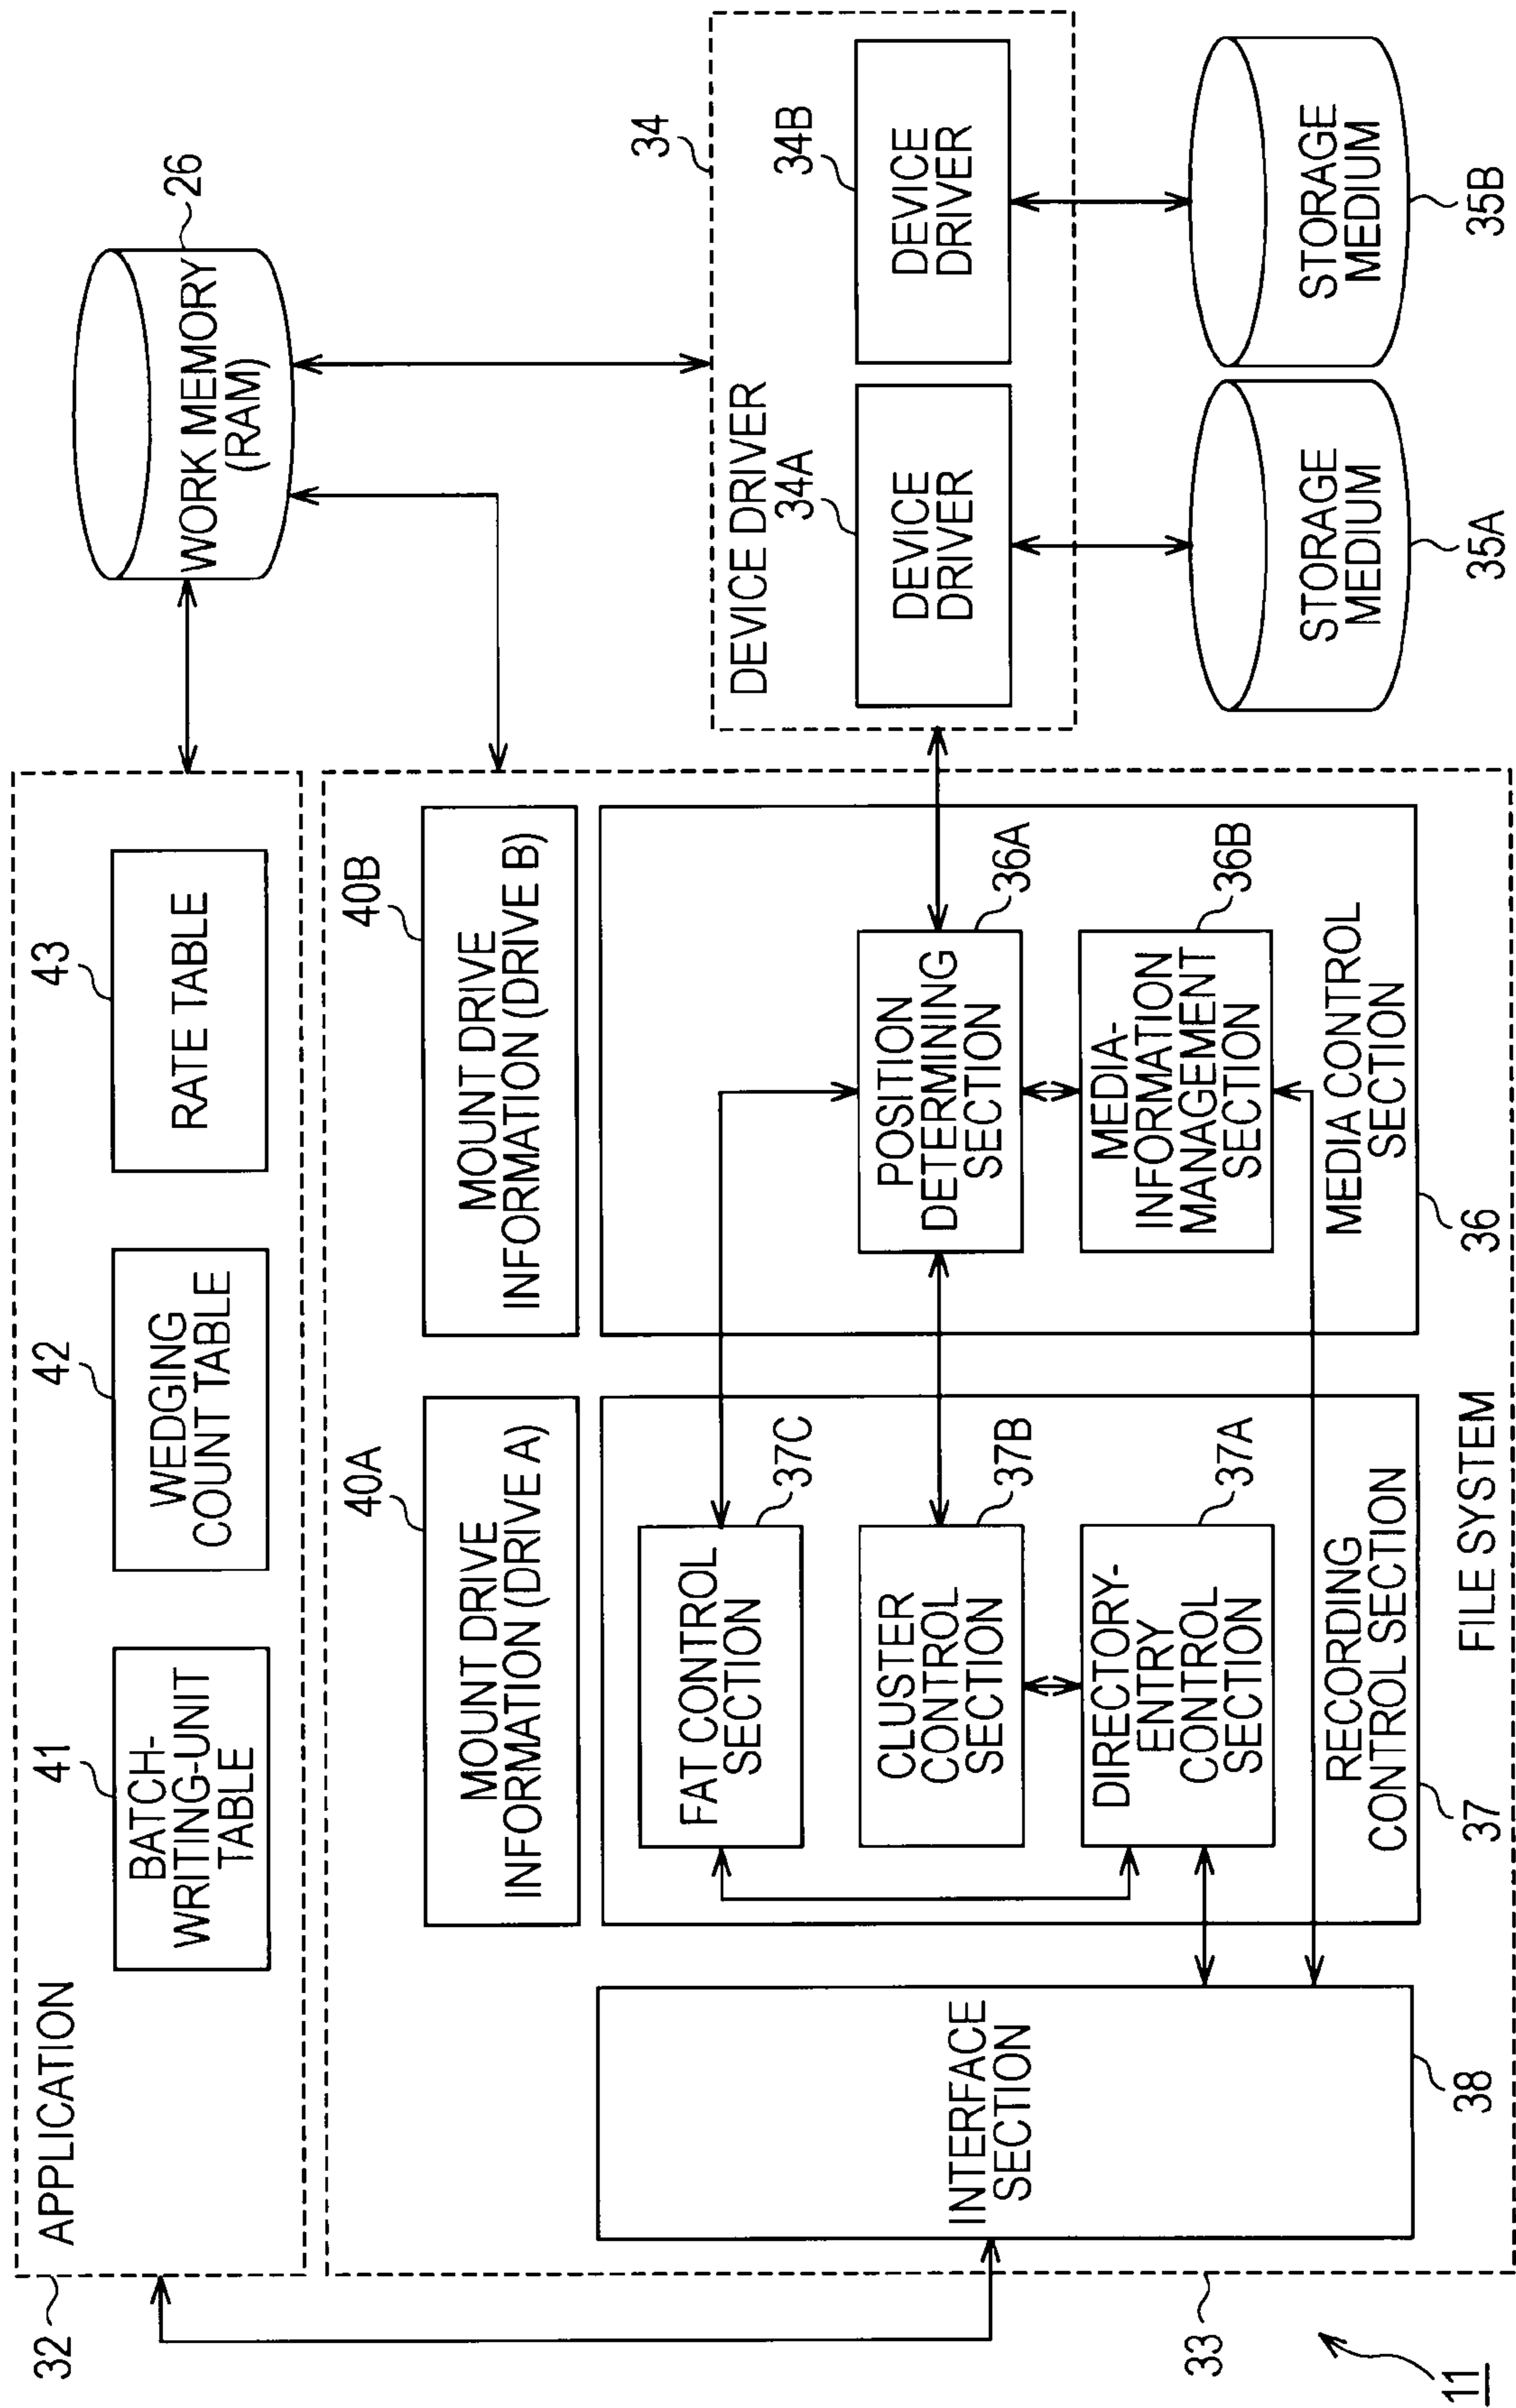 32
APPLICATION
41
BATCH-
WRITING-UNIT
TABLE
42
WEDGING
COUNT TABLE
43
RATE TABLE
26
WORK MEMORY
(RAM)
40A
MOUNT DRIVE
INFORMATION (DRIVE A)
40B
MOUNT DRIVE
INFORMATION (DRIVE B)
INTERFACE
SECTION
38
37C
FAT CONTROL
SECTION
37B
CLUSTER
CONTROL
SECTION
37A
DIRECTORY-
ENTRY
CONTROL
SECTION
RECORDING
CONTROL SECTION
37
36A
POSITION
DETERMINING
SECTION
36B
MEDIA-
INFORMATION
MANAGEMENT
SECTION
MEDIA CONTROL
SECTION
36
FILE SYSTEM
33
34
DEVICE DRIVER
34A
DEVICE
DRIVER
34B
DEVICE
DRIVER
STORAGE
MEDIUM
35A
STORAGE
MEDIUM
35B
11